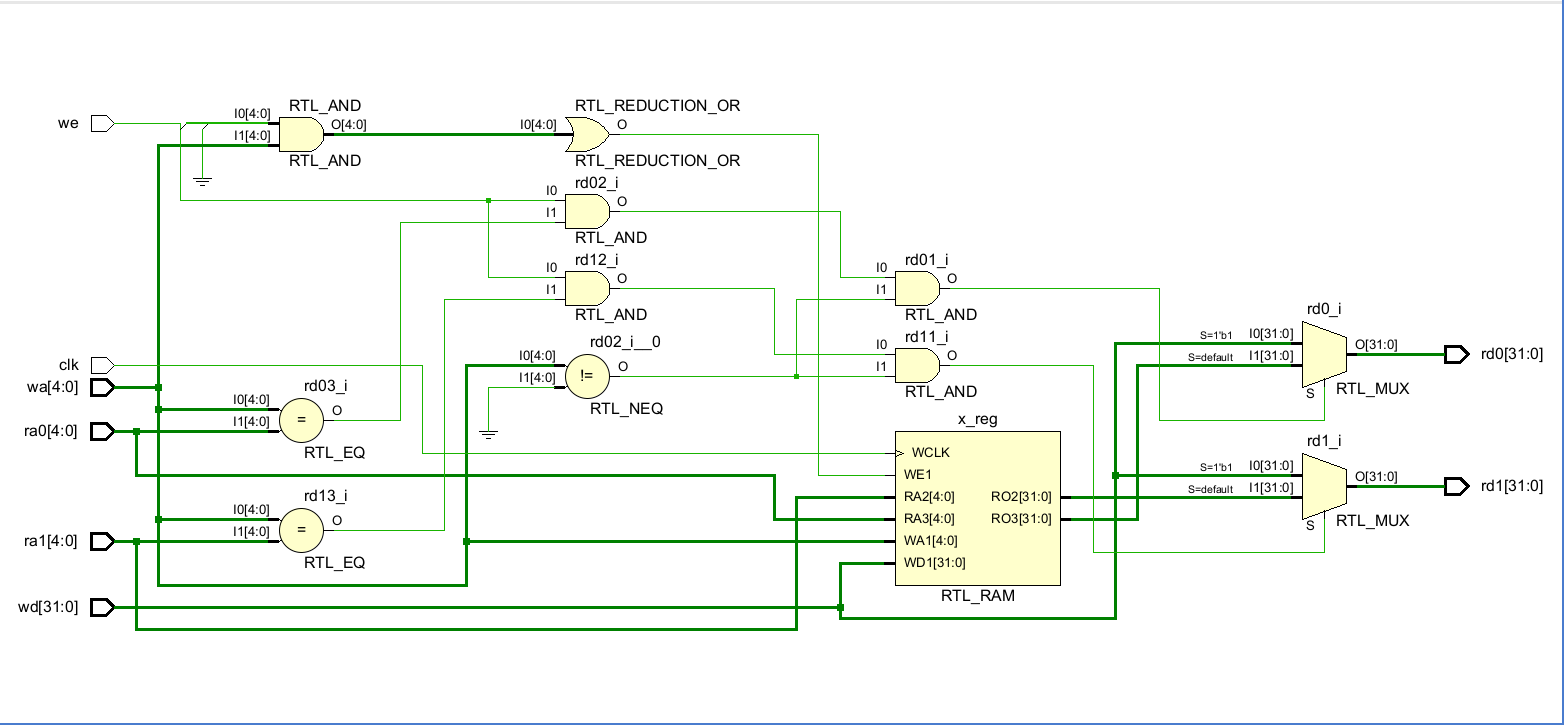 RTL_AND
RTL_REDUCTION_OR
we
I0[4:0]
O[4:0]
I0[4:0]
O
I1[4:0]
RTL_AND
RTL_REDUCTION_OR
rd02_i
I0
O
I1
RTL_AND
rd12_i
I0
O
I1
RTL_AND
rd01_i
I0
O
I1
RTL_AND
rd02_i__0
I0[4:0]
O
I1[4:0]
!=
RTL_NEQ
rd11_i
I0
O
I1
RTL_AND
rd0_i
S=1'b1
I0[31:0]
O[31:0]
S=default
I1[31:0]
S
RTL_MUX
rd0[31:0]
clk
wa[4:0]
rd03_i
I0[4:0]
O
I1[4:0]
=
RTL_EQ
ra0[4:0]
x_reg
WCLK
WE1
RA2[4:0]
RO2[31:0]
RA3[4:0]
RO3[31:0]
WA1[4:0]
WD1[31:0]
RTL_RAM
rd1_i
S=1'b1
I0[31:0]
O[31:0]
S=default
I1[31:0]
S
RTL_MUX
rd1[31:0]
rd13_i
I0[4:0]
O
I1[4:0]
=
RTL_EQ
ra1[4:0]
wd[31:0]